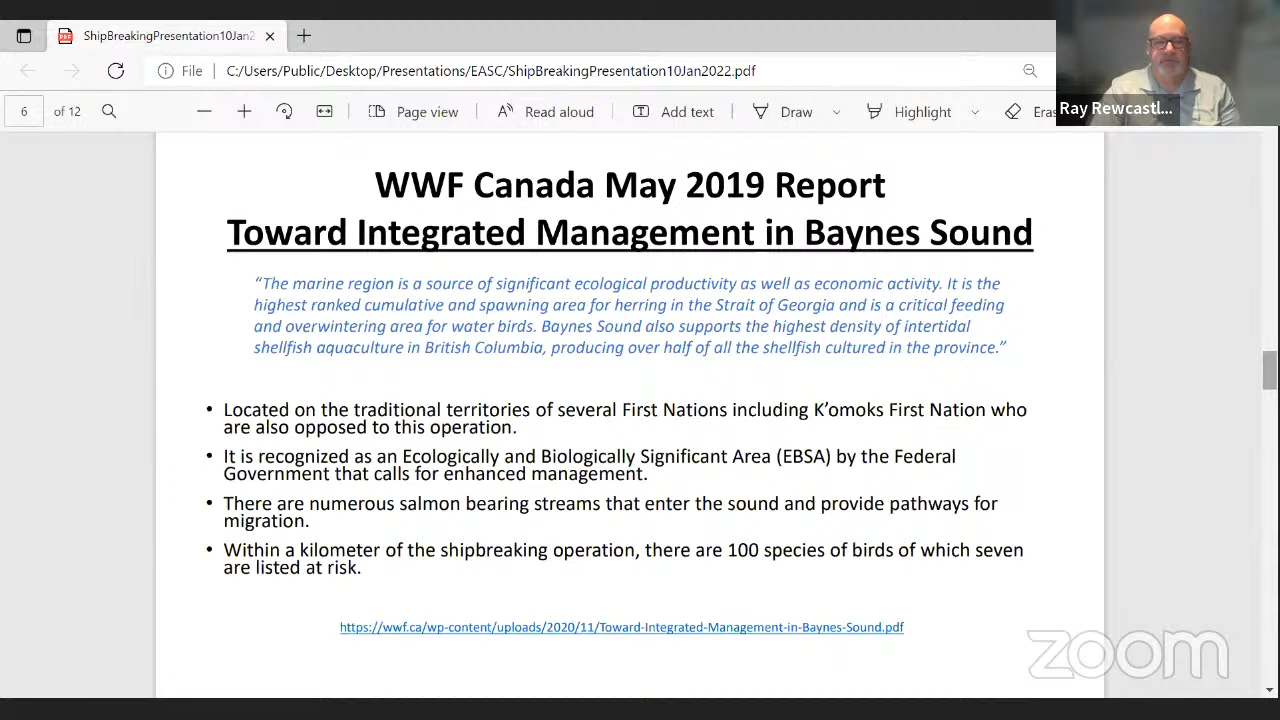 ShipBreakingPresentation10Jan2
File
C:/Users/Public/Desktop/Presentations/EASC/ShipBreakingPresentation10Jan2022.pdf
6 of 12
Page view
Read aloud
Add text
Draw
Highlight
Eras
Ray Rewcastl...
WWF Canada May 2019 Report
Toward Integrated Management in Baynes Sound
“The marine region is a source of significant ecological productivity as well as economic activity. It is the
highest ranked cumulative and spawning area for herring in the Strait of Georgia and is a critical feeding
and overwintering area for water birds. Baynes Sound also supports the highest density of intertidal
shellfish aquaculture in British Columbia, producing over half of all the shellfish cultured in the province.”
• Located on the traditional territories of several First Nations including K’omoks First Nation who
are also opposed to this operation.
• It is recognized as an Ecologically and Biologically Significant Area (EBSA) by the Federal
Government that calls for enhanced management.
• There are numerous salmon bearing streams that enter the sound and provide pathways for
migration.
• Within a kilometer of the shipbreaking operation, there are 100 species of birds of which seven
are listed at risk.
https://wwf.ca/wp-content/uploads/2020/11/Toward-Integrated-Management-in-Baynes-Sound.pdf
zoom